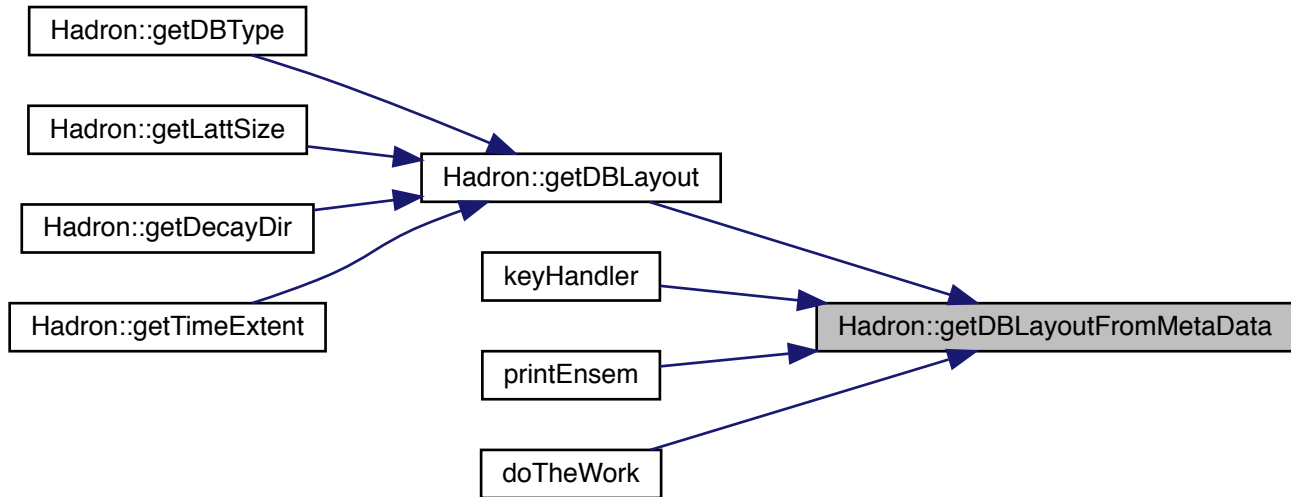 Hadron::getDBType
Hadron::getLattSize
Hadron::getDBLayout
Hadron::getDecayDir
keyHandler
Hadron::getTimeExtent
Hadron::getDBLayoutFromMetaData
printEnsem
doTheWork